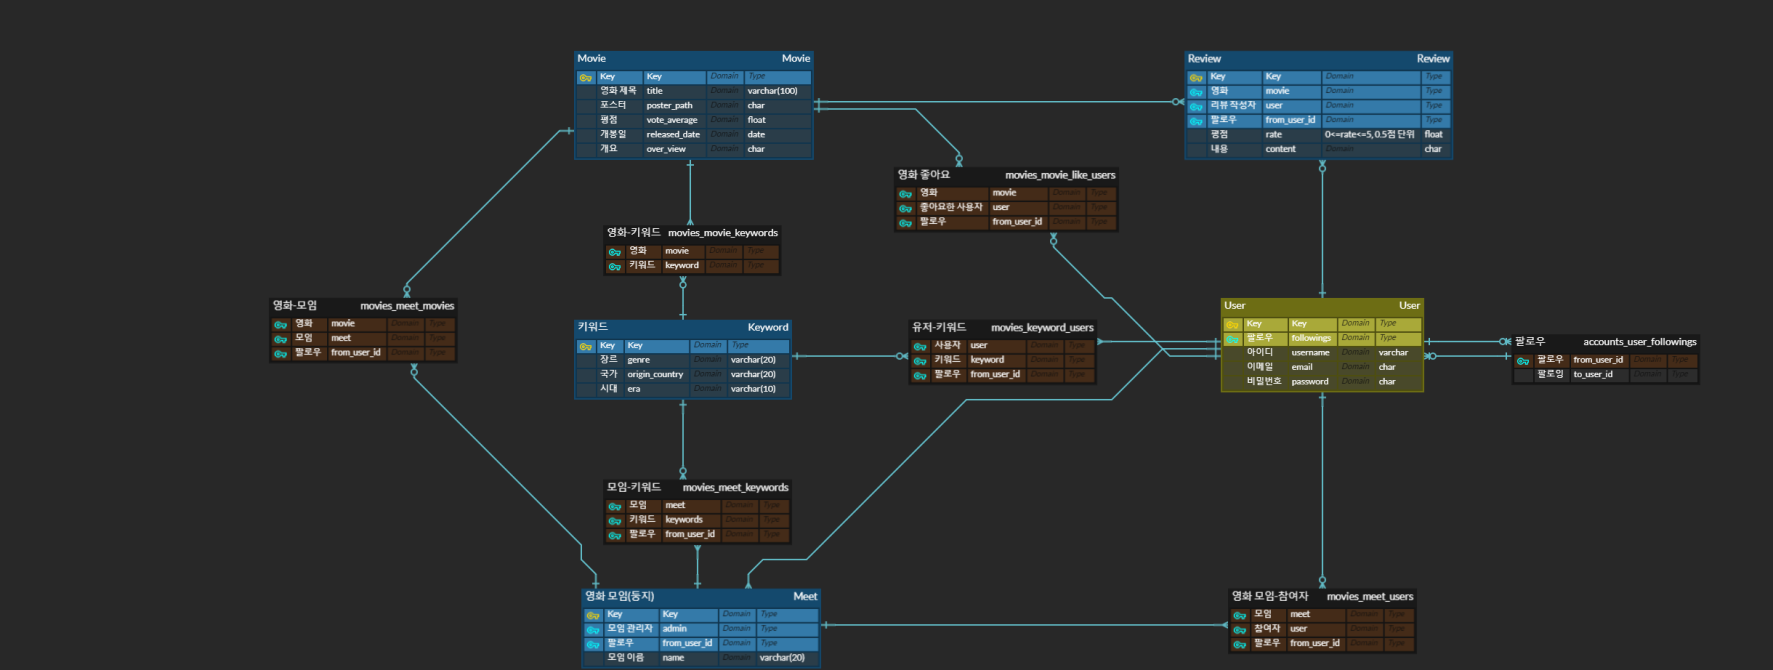 Movie Movie
Key Key Domain Type
영화 제목 title Domain varchar(100)
포스터 poster_path Domain char
평점 vote_average Domain float
개봉일 released_date Domain date
개요 over_view Domain char
Review Review
Key Key Domain Type
영화 movie Domain Type
리뷰 작성자 user Domain Type
팔로우 from_user_id Domain Type
평점 rate 0<=rate<=5, 0.5점 단위 float
내용 content Domain char
영화 좋아요 movies_movie_like_users
영화 movie Domain Type
좋아요한 사용자 user Domain Type
팔로우 from_user_id Domain Type
영화-키워드 movies_movie_keywords
영화 movie Domain Type
키워드 keyword Domain Type
영화-모임 movies_meet_movies
영화 movie Domain Type
모임 meet Domain Type
팔로우 from_user_id Domain Type
키워드 Keyword
Key Key Domain Type
장르 genre Domain varchar(20)
국가 origin_country Domain varchar(20)
시대 era Domain varchar(10)
유저-키워드 movies_keyword_users
사용자 user Domain Type
키워드 keyword Domain Type
팔로우 from_user_id Domain Type
User User
Key Key Domain Type
팔로우 followings Domain Type
아이디 username Domain varchar
이메일 email Domain char
비밀번호 password Domain char
팔로우 accounts_user_followings
팔로우 from_user_id Domain Type
팔로잉 to_user_id Domain Type
모임-키워드 movies_meet_keywords
모임 meet Domain Type
키워드 keywords Domain Type
팔로우 from_user_id Domain Type
영화 모임(둥지) Meet
Key Key Domain Type
모임 관리자 admin Domain Type
팔로우 from_user_id Domain Type
모임 이름 name Domain varchar(20)
영화 모임-참여자 movies_meet_users
모임 meet Domain Type
참여자 user Domain Type
팔로우 from_user_id Domain Type